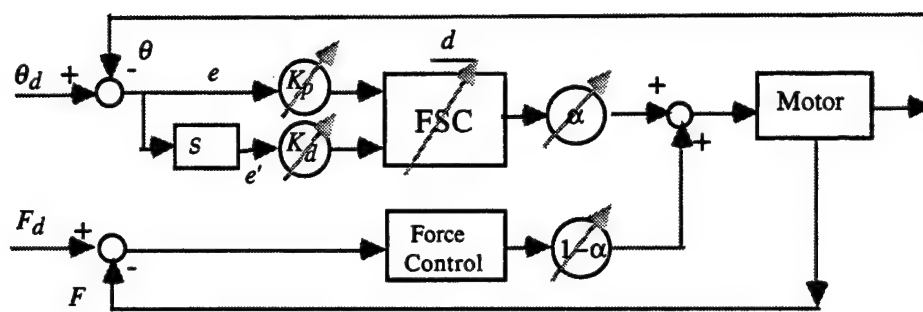 d
θ
θd + -
e
Kp
FSC
α
+
Motor
S
e'
Kd
+
Fd
+
-
Force
Control
1-α
F